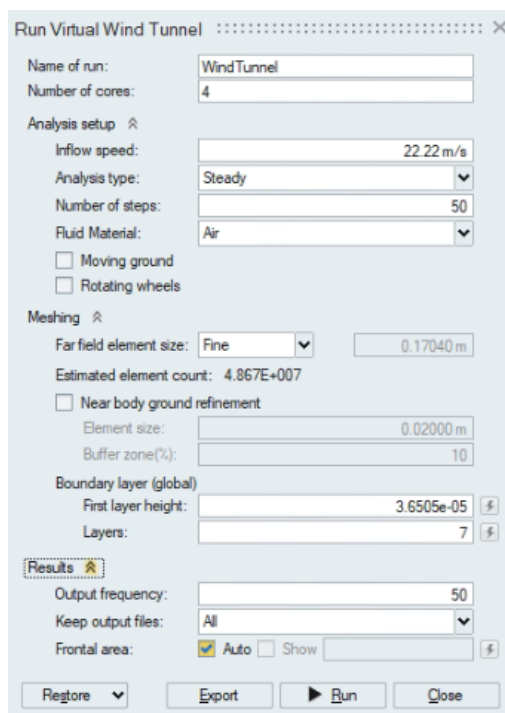 Run Virtual Wind Tunnel
Name of run: WindTunnel
Number of cores: 4
Analysis setup
Inflow speed: 22.22 m/s
Analysis type: Steady
Number of steps: 50
Fluid Material: Air
Moving ground
Rotating wheels
Meshing
Far field element size: Fine 0.17040 m
Estimated element count: 4.867E+007
Near body ground refinement
Element size: 0.02000 m
Buffer zone(%): 10
Boundary layer (global)
First layer height: 3.6505e-05
Layers: 7
Results
Output frequency: 50
Keep output files: All
Frontal area: Auto Show
Restore Export Run Close